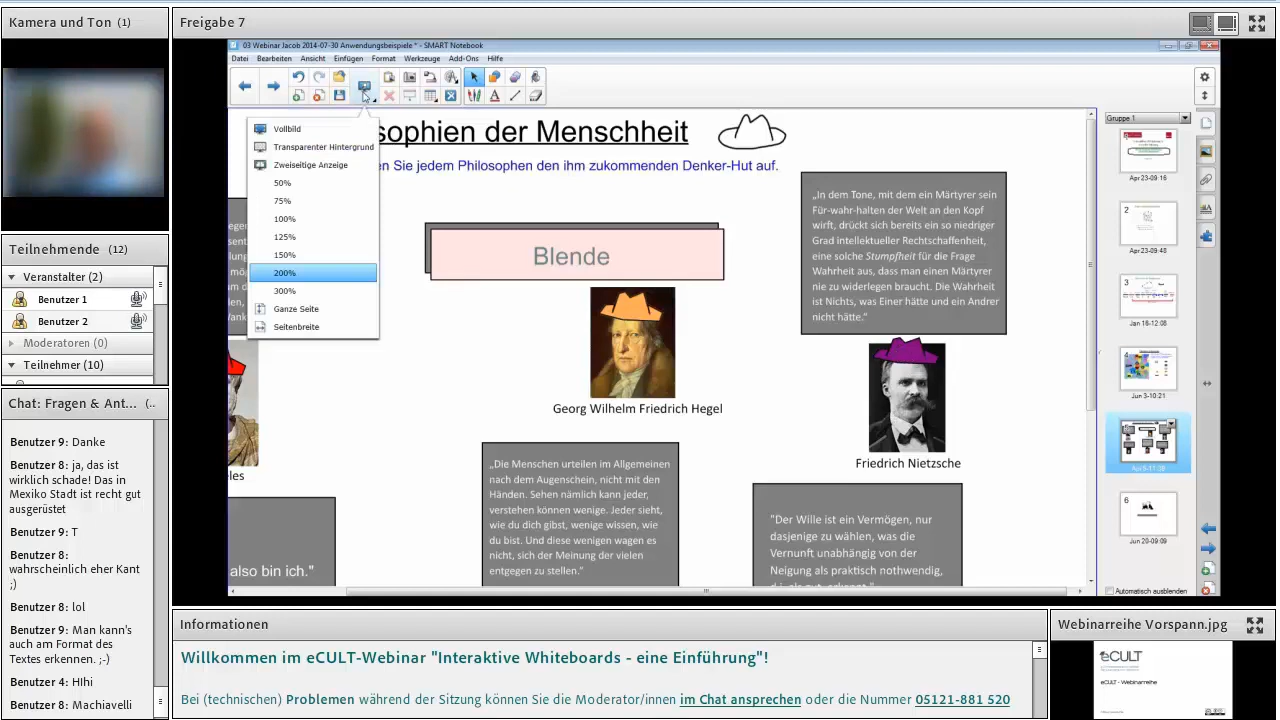 Kamera und Ton (1)
Freigabe 7
03 Webinar Jacob 2014-07-30 Anwendungsbeispiele * - SMART Notebook
Datei Bearbeiten Ansicht Einfügen Format Werkzeuge Add-Ons Hilfe
Vollbild
Transparenter Hintergrund
Zweiseitige Anzeige
50%
75%
100%
125%
150%
200%
300%
Ganze Seite
Seitenbreite
sophien der Menschheit
en Sie jedem Philosophen den ihm zukommenden Denker-Hut auf.
Blende
„In dem Tone, mit dem ein Märtyrer sein
Für-wahr-halten der Welt an den Kopf
wirft, drückt sich bereits ein so niedriger
Grad intellektueller Rechtschaffenheit,
eine solche Stumpfheit für die Frage
Wahrheit aus, dass man einen Märtyrer
nie zu widerlegen braucht. Die Wahrheit
ist Nichts, was Einer hätte und ein Andrer
nicht hätte.“
Georg Wilhelm Friedrich Hegel
Friedrich Nietzsche
eles
„Die Menschen urteilen im Allgemeinen
nach dem Augenschein, nicht mit den
Händen. Sehen nämlich kann jeder,
verstehen können wenige. Jeder sieht,
wie du dich gibst, wenige wissen, wie
du bist. Und diese wenigen wagen es
nicht, sich der Meinung der vielen
entgegen zu stellen.“
"Der Wille ist ein Vermögen, nur
dasjenige zu wählen, was die
Vernunft unabhängig von der
Neigung als praktisch nothwendig,
also bin ich."
Gruppe 1
Apr 23-09:16
2
Apr 23-09:48
3
Jan 16-12:08
4
Jun 3-10:21
Apr 9-11:38
6
Jun 20-09:09
Automatisch ausblenden
Teilnehmende (12)
Veranstalter (2)
Benutzer 1
Benutzer 2
Moderatoren (0)
Teilnehmer (10)
Chat: Fragen & Ant... (..
Benutzer 9: Danke
Benutzer 8: ja, das ist
wirklich schade! Das in
Mexiko Stadt ist recht gut
ausgerüstet
Benutzer 9: T
Benutzer 8:
wahrscheinlich eher Kant
;)
Benutzer 8: lol
Benutzer 9: Man kann's
auch am Format des
Textes erkennen. ;-)
Benutzer 4: HIhi
Benutzer 8: Machiavelli
Informationen
Willkommen im eCULT-Webinar "Interaktive Whiteboards - eine Einführung"!
Bei (technischen) Problemen während der Sitzung können Sie die Moderator/innen im Chat ansprechen oder die Nummer 05121-881 520
Webinarreihe Vorspann.jpg
eCULT
eCULT - Webinarreihe